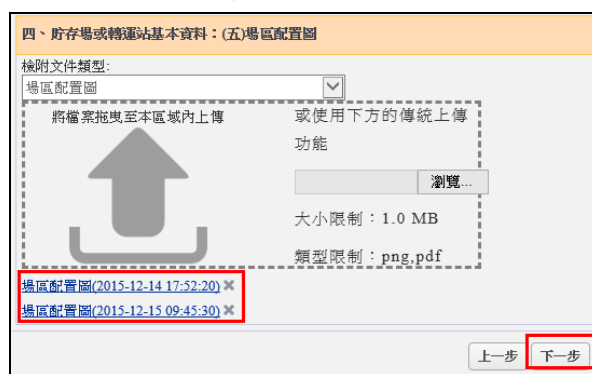 四、貯存場或轉運站基本資料：(五)場區配置圖
檢附文件類型:
場區配置圖
將檔案拖曳至本區域內上傳
或使用下方的傳統上傳
功能
瀏覽...
大小限制：1.0 MB
類型限制：png,pdf
場區配置圖(2015-12-14 17:52:20)
場區配置圖(2015-12-15 09:45:30)
上一步 下一步